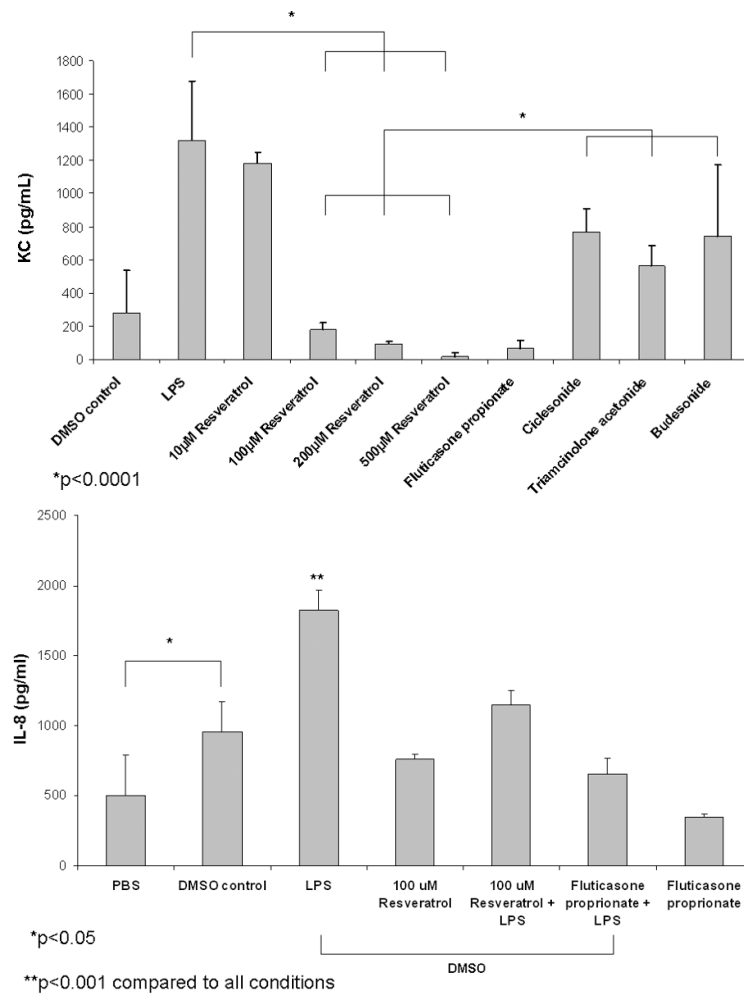 *
1800
1600
1400
1200
1000
800
600
400
200
0
KC (pg/mL)
*
DMSO control
LPS
10µM Resveratrol
100µM Resveratrol
200µM Resveratrol
500µM Resveratrol
Fluticasone propionate
Ciclesonide
Triamcinolone acetonide
Budesonide
*p<0.0001
2500
2000
1500
1000
500
0
IL-8 (pg/ml)
*
**
PBS
DMSO control
LPS
100 uM
Resveratrol
100 uM
Resveratrol +
LPS
Fluticasone
proprionate +
LPS
Fluticasone
proprionate
DMSO
*p<0.05
**p<0.001 compared to all conditions